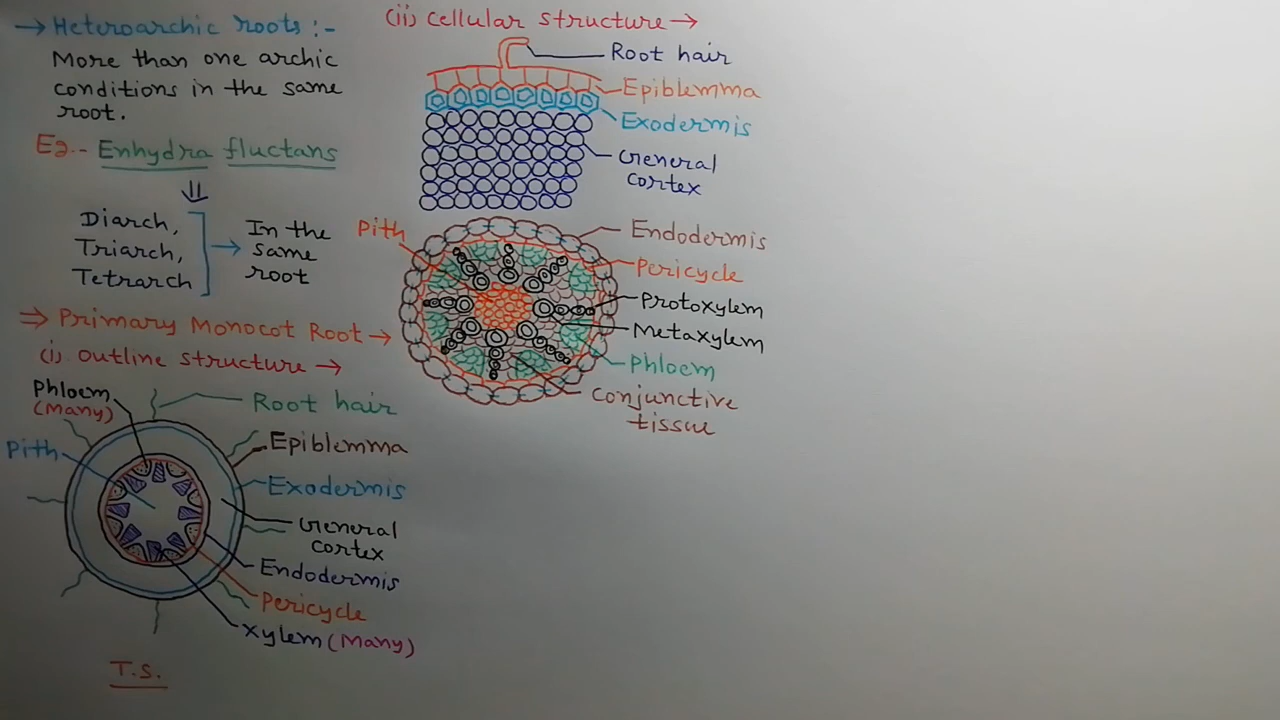 → Heteroarchic roots :-
More than one archic
conditions in the same
root.
Eg.- Enhydra fluctans
⇓
Diarch,
Triarch,
Tetrarch
→ In the
same
root
⇒ Primary Monocot Root →
(i) outline structure →
Phloem
(Many)
Root hair
Pith
Epiblemma
Exodermis
General
cortex
Endodermis
Pericycle
xylem (Many)
T.S.
(ii) cellular structure →
Root hair
Epiblemma
Exodermis
General
cortex
Pith
Endodermis
Pericycle
Protoxylem
Metaxylem
Phloem
Conjunctive
tissue